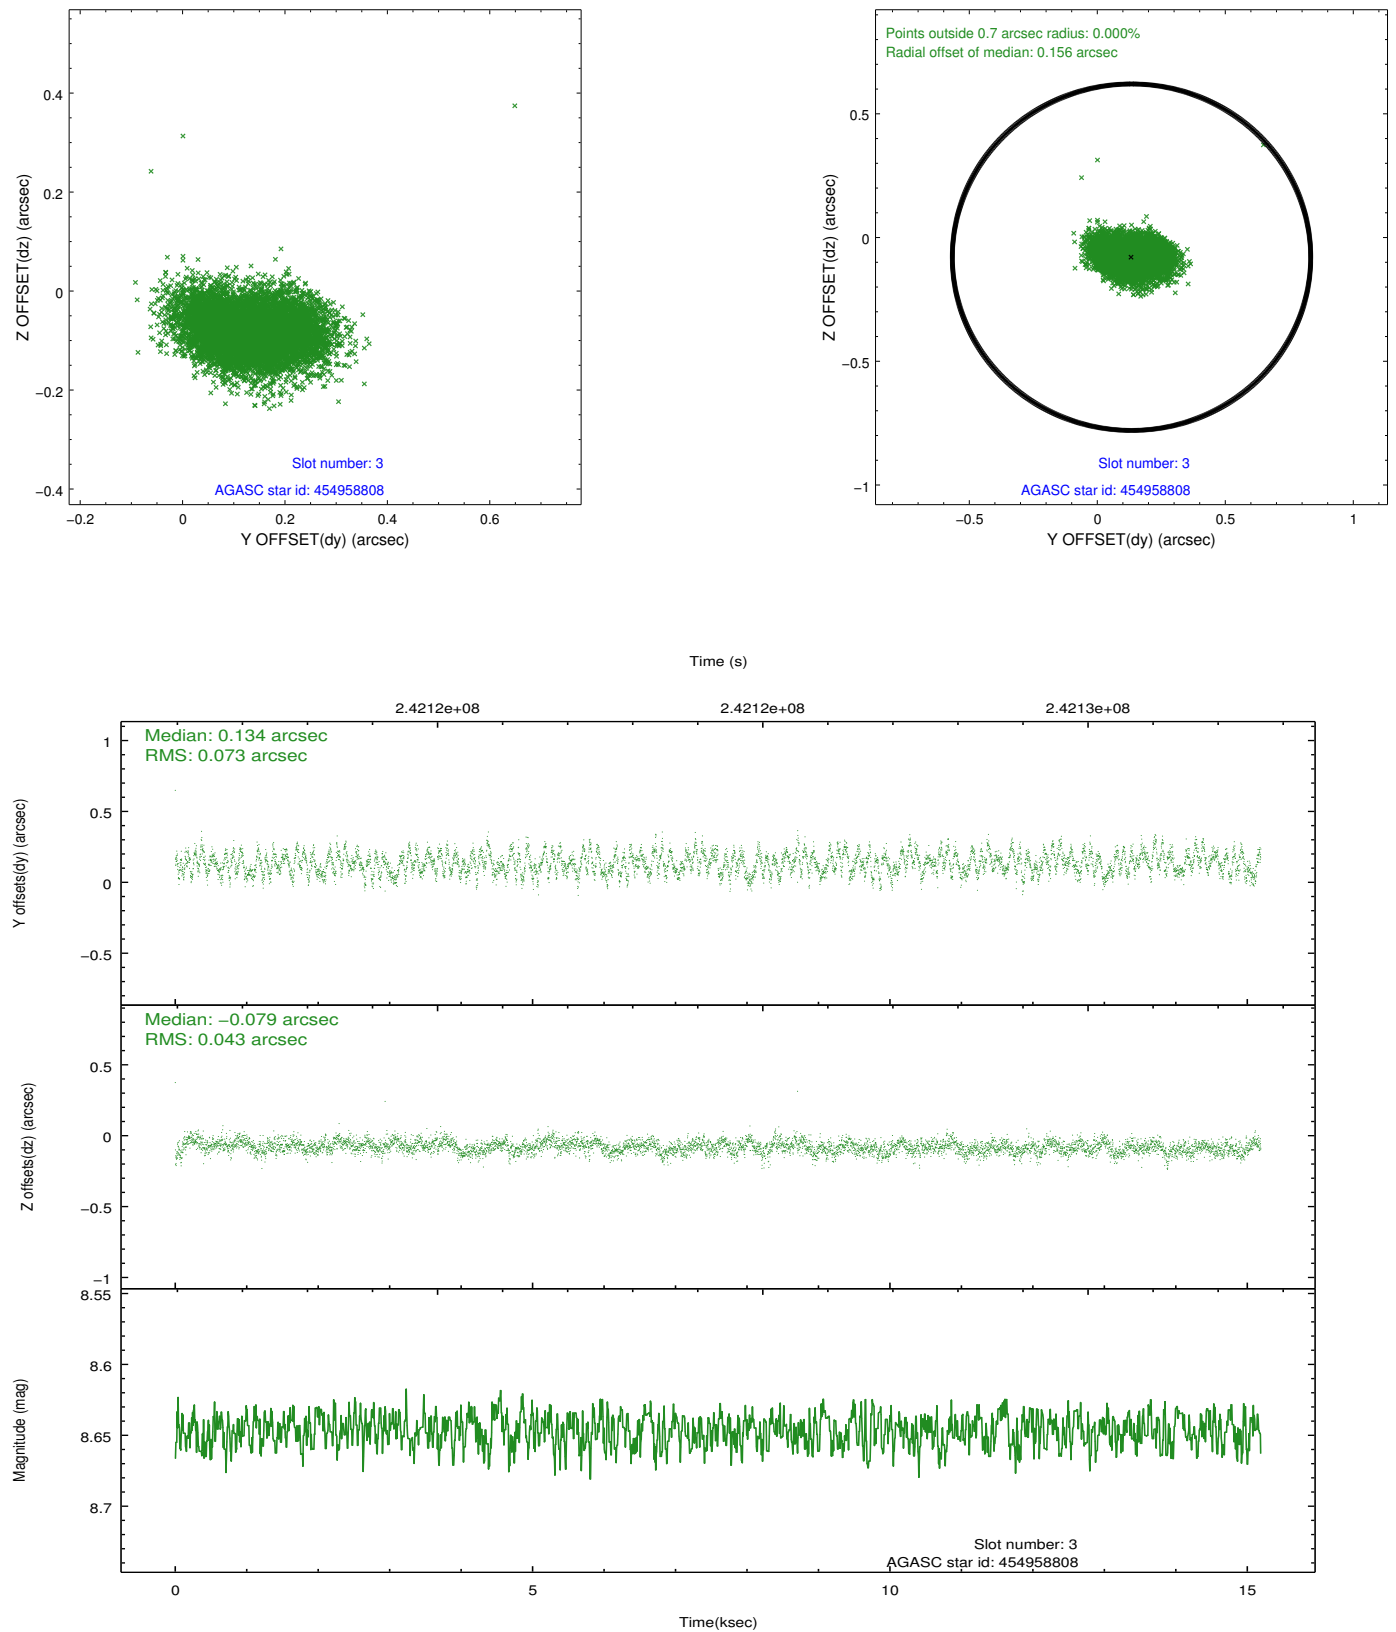 0.4
0.2
0
−0.2
−0.4
Z OFFSET(dz) (arcsec)
Slot number: 3
AGASC star id: 454958808
−0.2 0 0.2 0.4 0.6
Y OFFSET(dy) (arcsec)
Points outside 0.7 arcsec radius: 0.000%
Radial offset of median: 0.156 arcsec
0.5
0
−0.5
−1
Z OFFSET(dz) (arcsec)
Slot number: 3
AGASC star id: 454958808
−0.5 0 0.5 1
Y OFFSET(dy) (arcsec)
Time (s)
2.4212e+08 2.4212e+08 2.4213e+08
Median: 0.134 arcsec
RMS: 0.073 arcsec
1
0.5
0
−0.5
Y offsets(dy) (arcsec)
Median: −0.079 arcsec
RMS: 0.043 arcsec
0.5
0
−0.5
−1
Z offsets(dz) (arcsec)
8.55
8.6
8.65
8.7
Magnitude (mag)
Slot number: 3
AGASC star id: 454958808
0 5 10 15
Time(ksec)